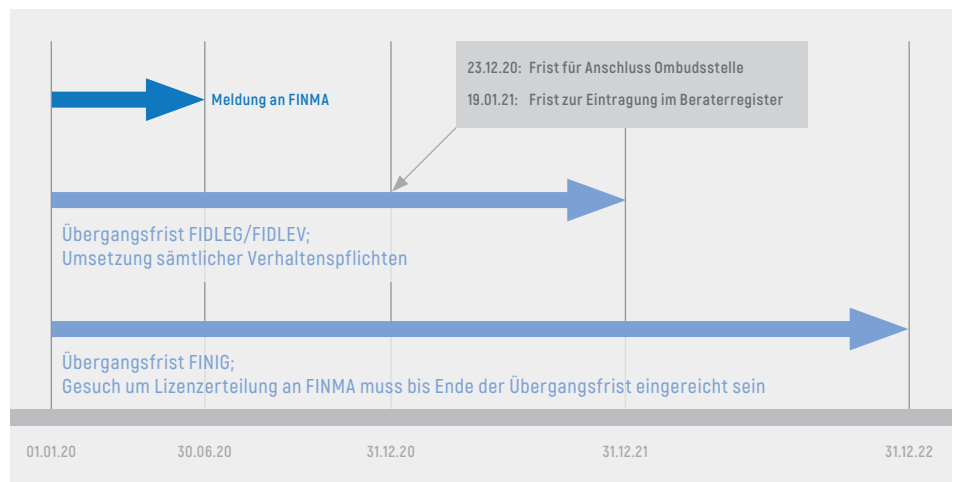 23.12.20: Frist für Anschluss Ombudsstelle
19.01.21: Frist zur Eintragung im Beraterregister
Meldung an FINMA
Übergangsfrist FIDLEG/FIDLEV;
Umsetzung sämtlicher Verhaltenspflichten
Übergangsfrist FINIG;
Gesuch um Lizenzerteilung an FINMA muss bis Ende der Übergangsfrist eingereicht sein
01.01.20 30.06.20 31.12.20 31.12.21 31.12.22